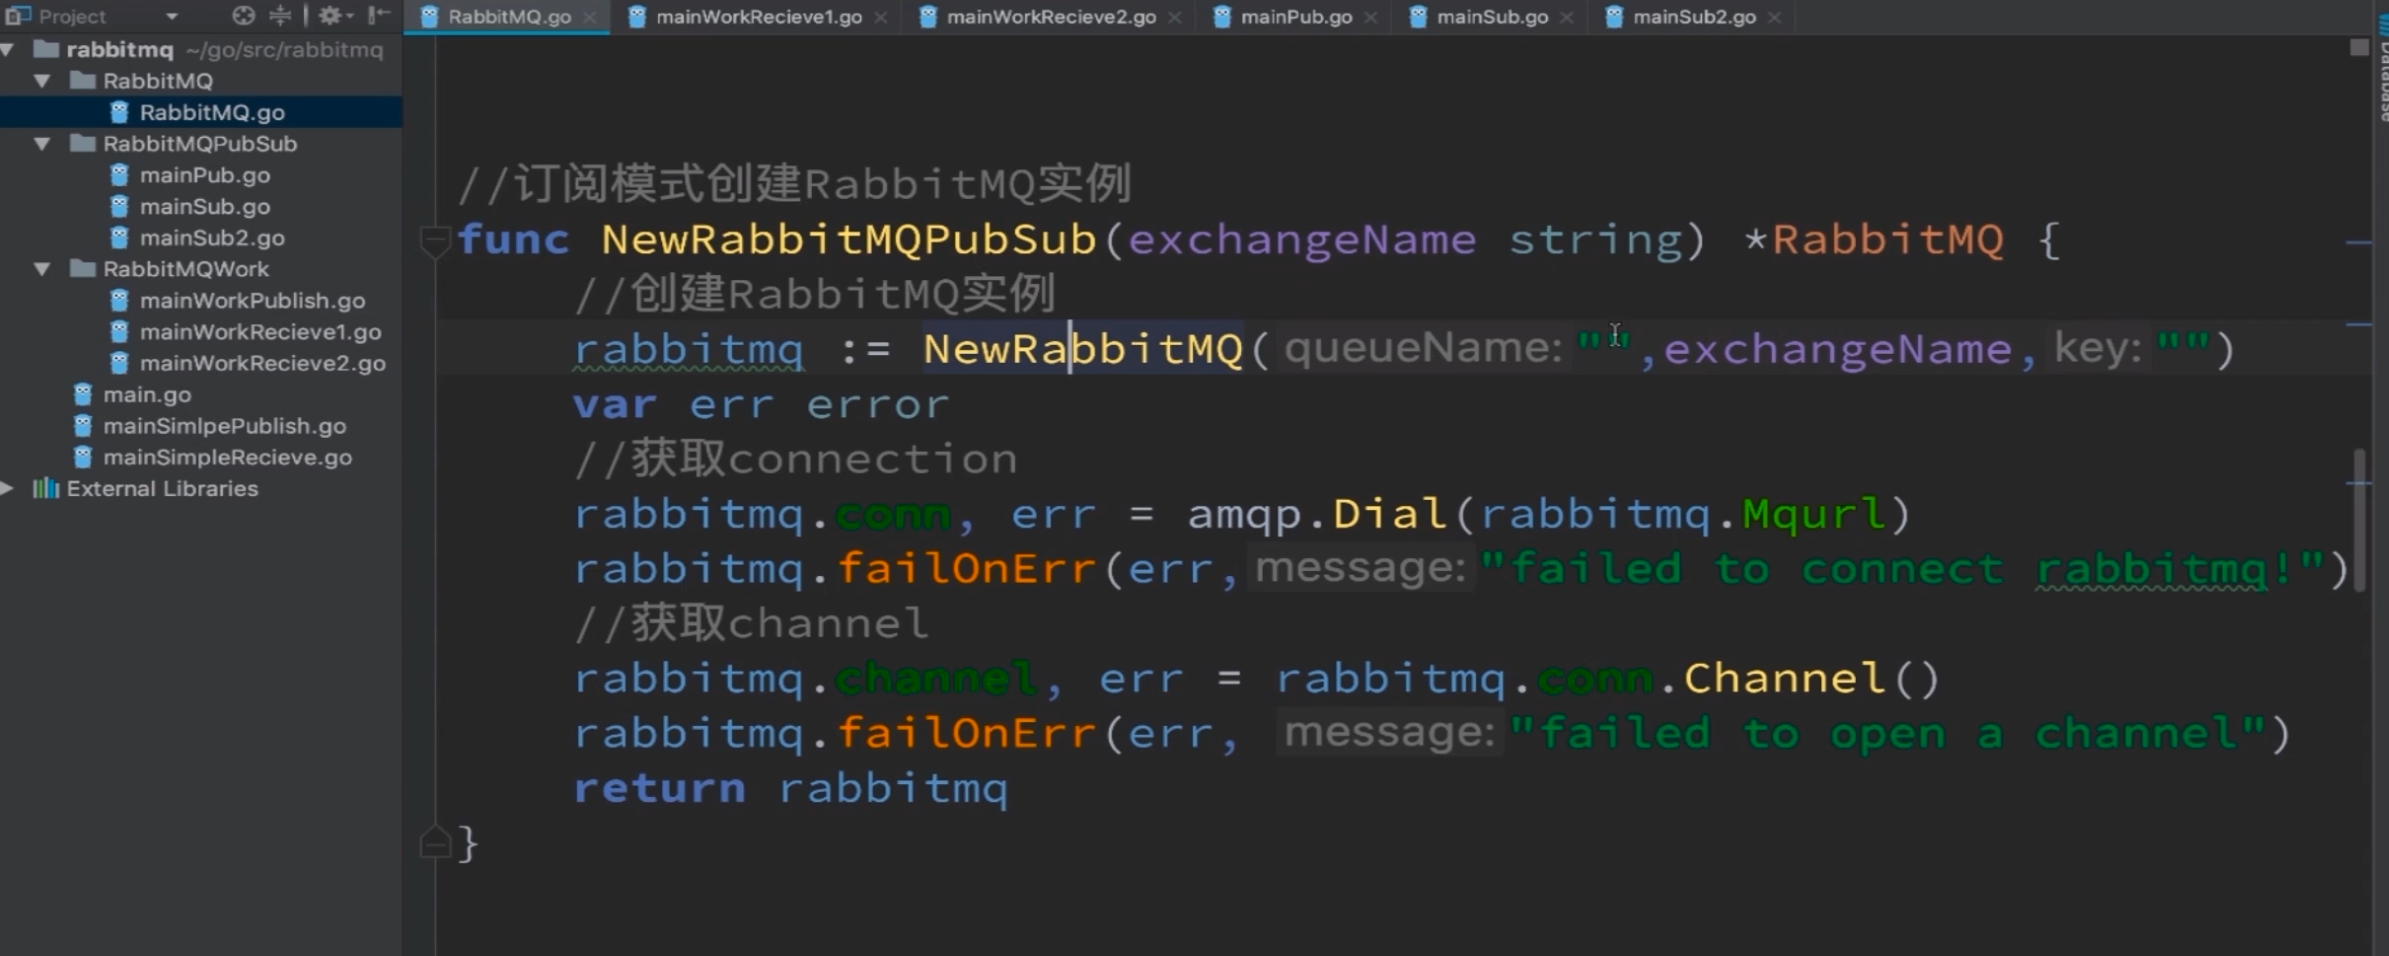 Project
RabbitMQ.go
mainWorkRecieve1.go
mainWorkRecieve2.go
mainPub.go
mainSub.go
mainSub2.go
rabbitmq ~/go/src/rabbitmq
RabbitMQ
RabbitMQ.go
RabbitMQPubSub
mainPub.go
mainSub.go
mainSub2.go
RabbitMQWork
mainWorkPublish.go
mainWorkRecieve1.go
mainWorkRecieve2.go
main.go
mainSimlpePublish.go
mainSimpleRecieve.go
External Libraries
//订阅模式创建RabbitMQ实例
func NewRabbitMQPubSub(exchangeName string) *RabbitMQ {
//创建RabbitMQ实例
rabbitmq := NewRabbitMQ( queueName: "",exchangeName, key: "")
var err error
//获取connection
rabbitmq.conn, err = amqp.Dial(rabbitmq.Mqurl)
rabbitmq.failOnErr(err, message: "failed to connect rabbitmq!")
//获取channel
rabbitmq.channel, err = rabbitmq.conn.Channel()
rabbitmq.failOnErr(err, message: "failed to open a channel")
return rabbitmq
}
Database